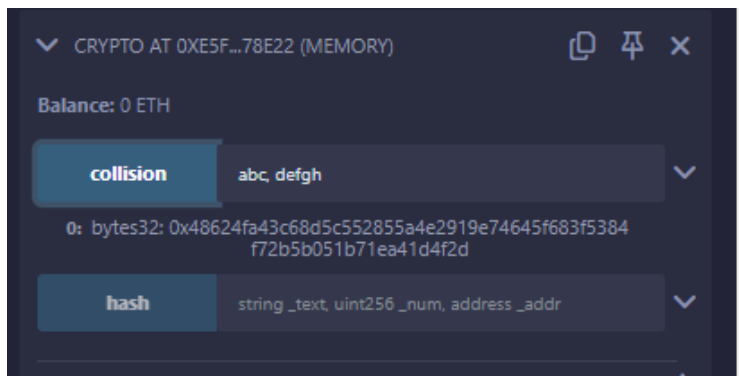 CRYPTO AT 0XE5F...78E22 (MEMORY)
Balance: 0 ETH
collision abc, defgh
0: bytes32: 0x48624fa43c68d5c552855a4e2919e74645f683f5384
f72b5b051b71ea41d4f2d
hash string _text, uint256 _num, address _addr